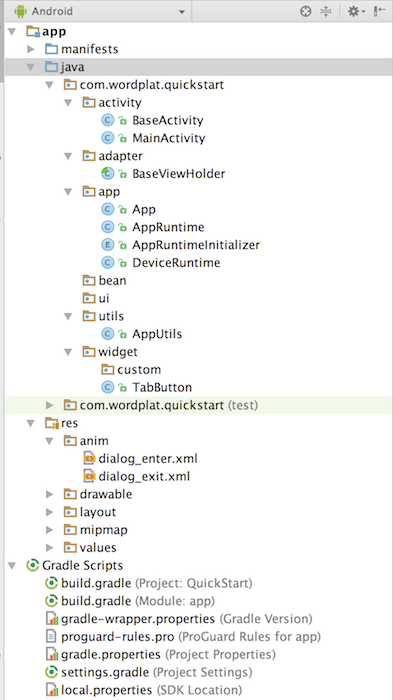 Android
app
manifests
java
com.wordplat.quickstart
activity
BaseActivity
MainActivity
adapter
BaseViewHolder
app
App
AppRuntime
AppRuntimeInitializer
DeviceRuntime
bean
ui
utils
AppUtils
widget
custom
TabButton
com.wordplat.quickstart (test)
res
anim
dialog_enter.xml
dialog_exit.xml
drawable
layout
mipmap
values
Gradle Scripts
build.gradle (Project: QuickStart)
build.gradle (Module: app)
gradle-wrapper.properties (Gradle Version)
proguard-rules.pro (ProGuard Rules for app)
gradle.properties (Project Properties)
settings.gradle (Project Settings)
local.properties (SDK Location)